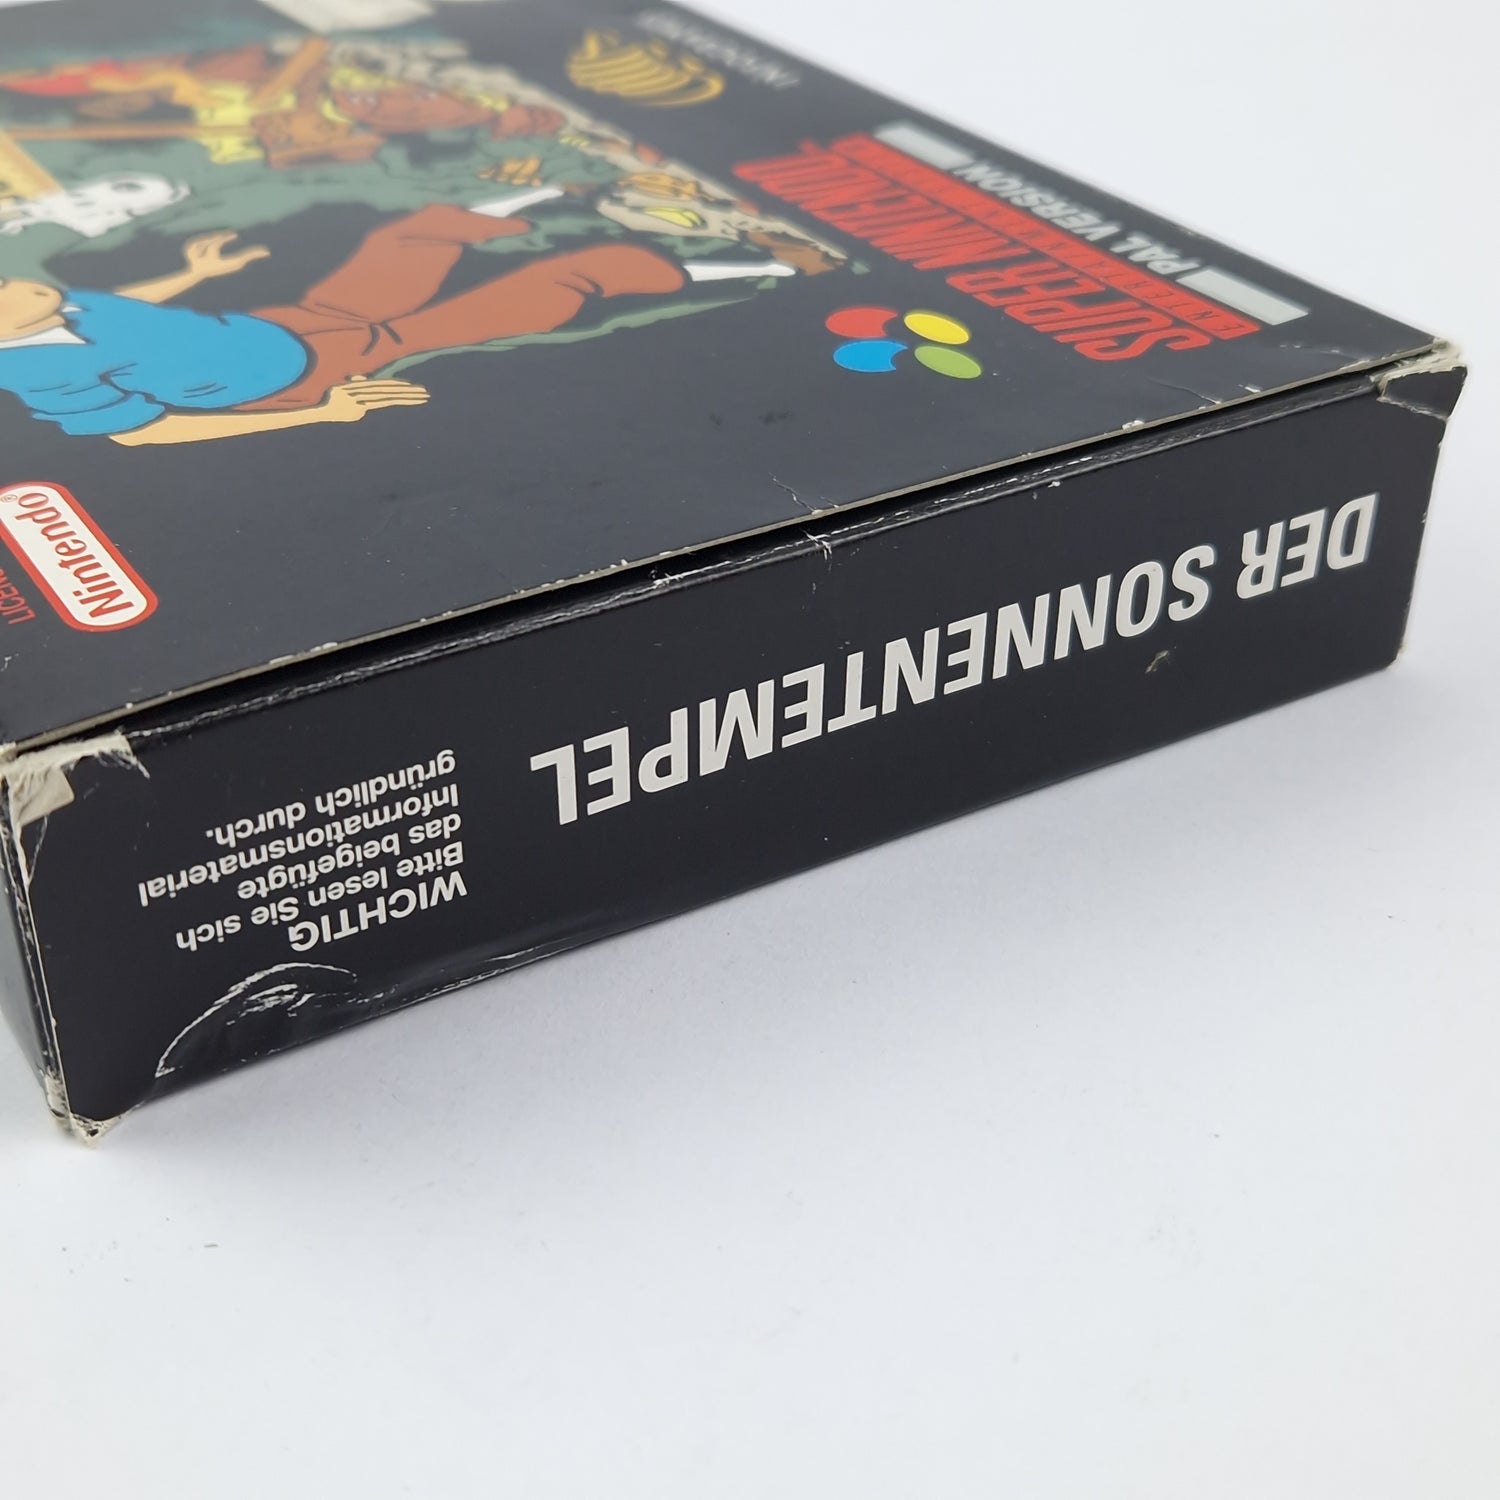 INFOGRAMES
SUPER NINTENDO
ENTERTAINMENT SYSTEM
PAL VERSION
Nintendo®
DER SONNENTEMPEL
WICHTIG
Bitte lesen Sie sich
das beigefügte
Informationsmaterial
gründlich durch.